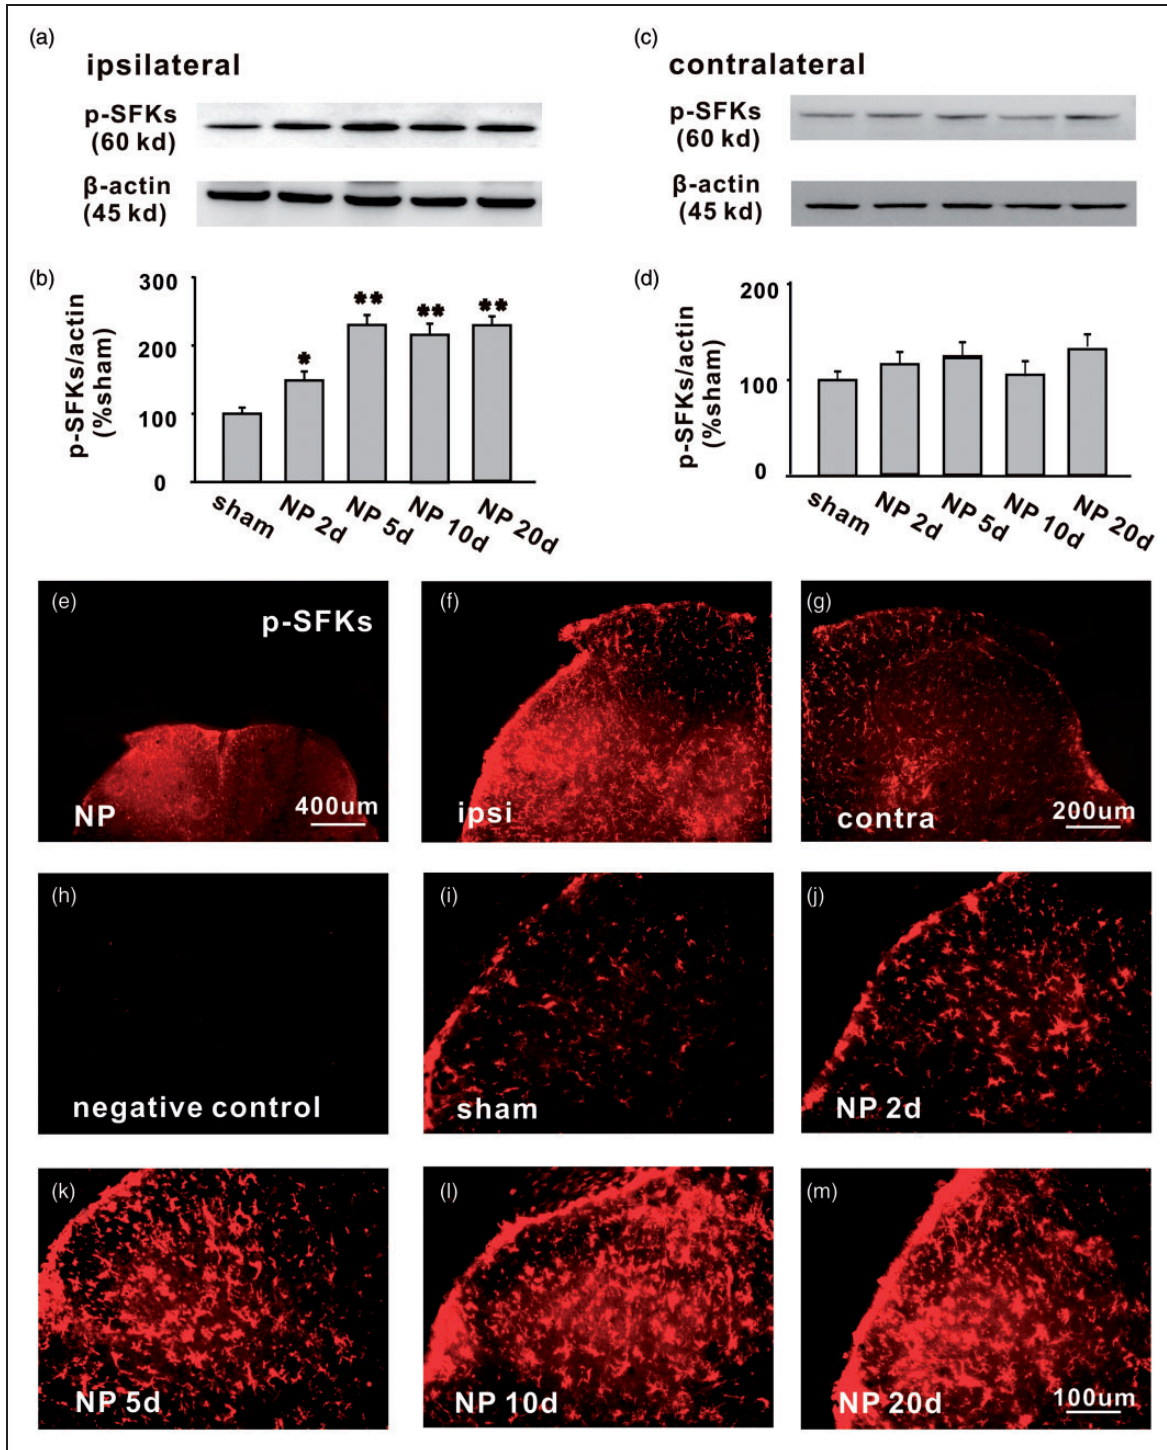 (a)
ipsilateral
p-SFKs
(60 kd)
β-actin
(45 kd)
(c)
contralateral
p-SFKs
(60 kd)
β-actin
(45 kd)
(b)
p-SFKs/actin
(%sham)
300
200
100
0
*
**
**
**
sham
NP 2d
NP 5d
NP 10d
NP 20d
(d)
p-SFKs/actin
(%sham)
200
100
0
sham
NP 2d
NP 5d
NP 10d
NP 20d
(e)
p-SFKs
NP
400um
(f)
ipsi
(g)
contra
200um
(h)
negative control
(i)
sham
(j)
NP 2d
(k)
NP 5d
(l)
NP 10d
(m)
NP 20d
100um